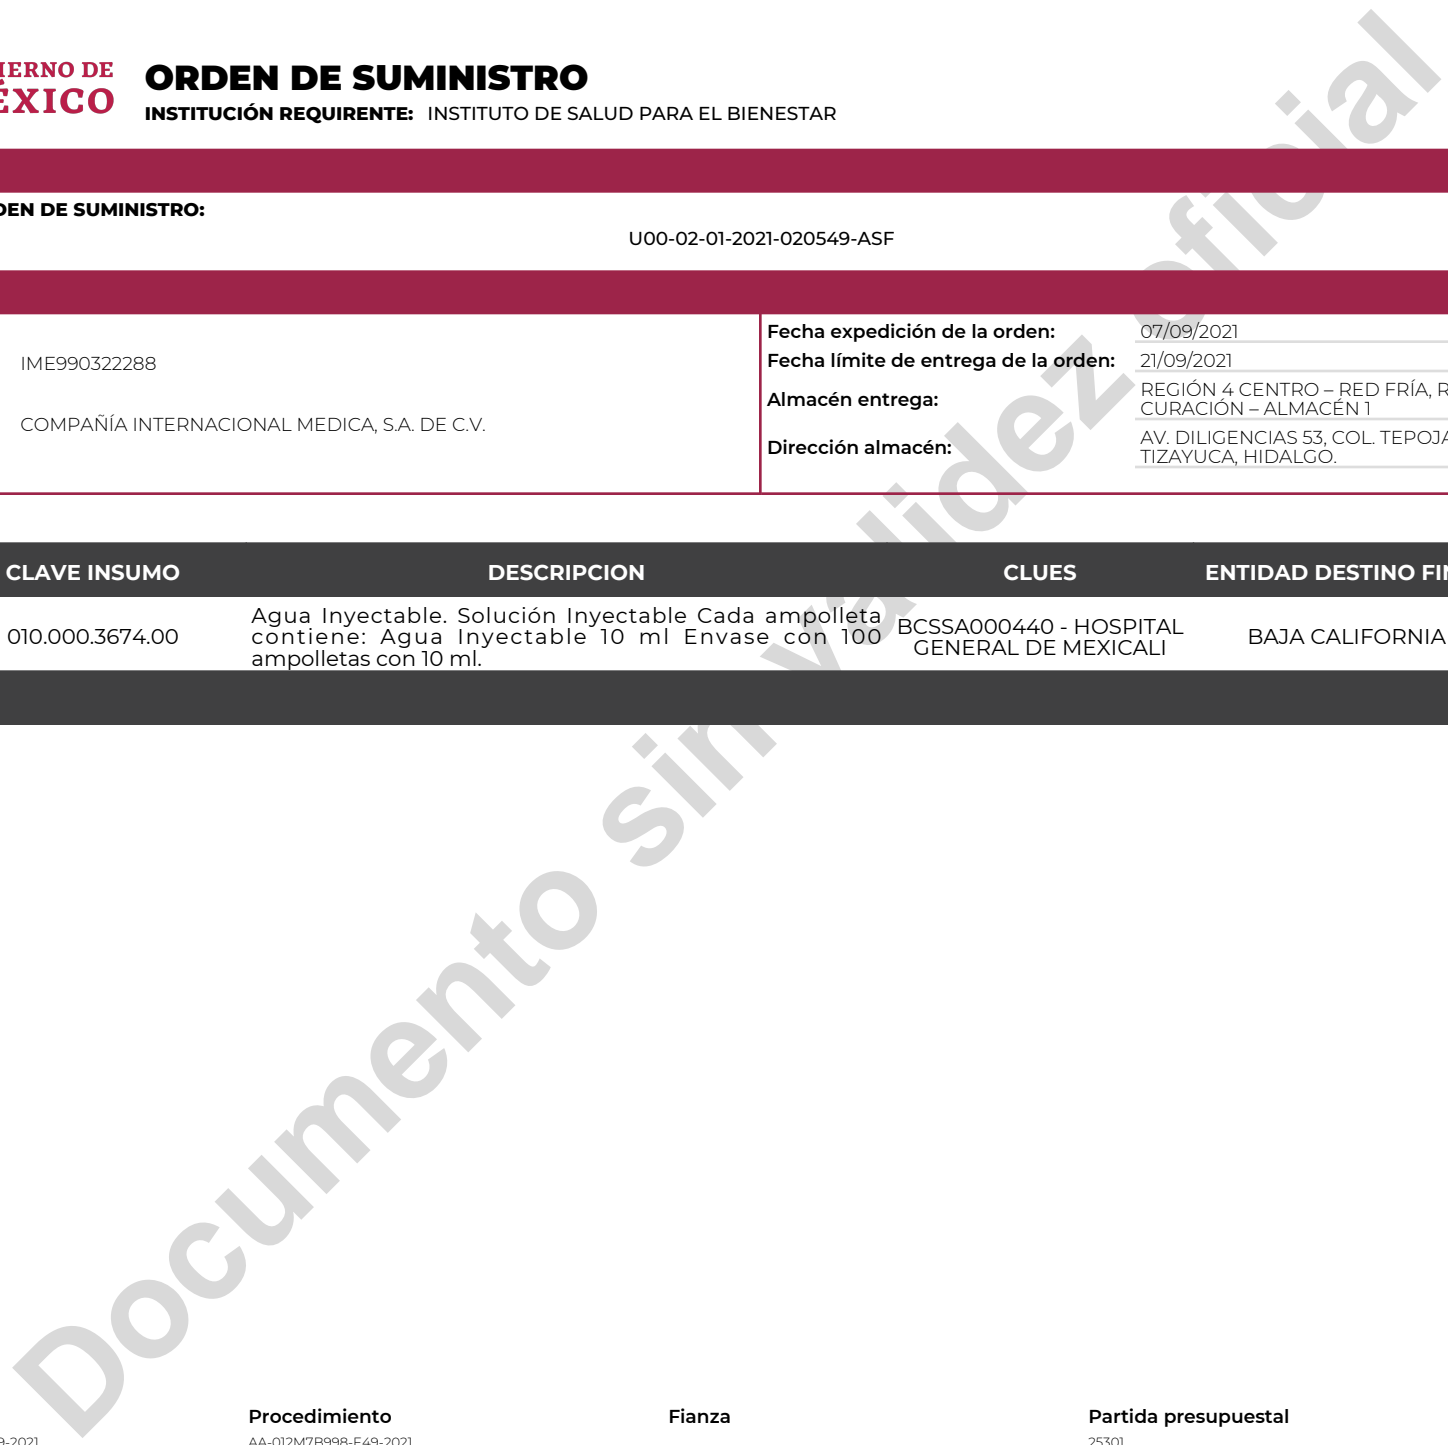 ORDEN DE SUMINISTRO
INSTITUCIÓN REQUIRENTE: INSTITUTO DE SALUD PARA EL BIENESTAR
DE SUMINISTRO:
U00-02-01-2021-020549-ASF
IME990322288
COMPAÑÍA INTERNACIONAL MEDICA, S.A. DE C.V.
Fecha expedición de la orden: 07/09/2021
Fecha límite de entrega de la orden: 21/09/2021
Almacén entrega: REGIÓN 4 CENTRO – RED FRÍA,
CURACIÓN – ALMACÉN 1
Dirección almacén: AV. DILIGENCIAS 53, COL.
TIZAYUCA, HIDALGO.
CLAVE INSUMO DESCRIPCION CLUES ENTIDAD DESTINO
010.000.3674.00
Agua Inyectable. Solución Inyectable Cada ampolleta
contiene: Agua Inyectable 10 ml Envase con 100
ampolletas con 10 ml.
BCSSA000440 - HOSPITAL
GENERAL DE MEXICALI
BAJA CALIFORNIA
Documento sin validez oficial
Procedimiento Fianza Partida presupuestal